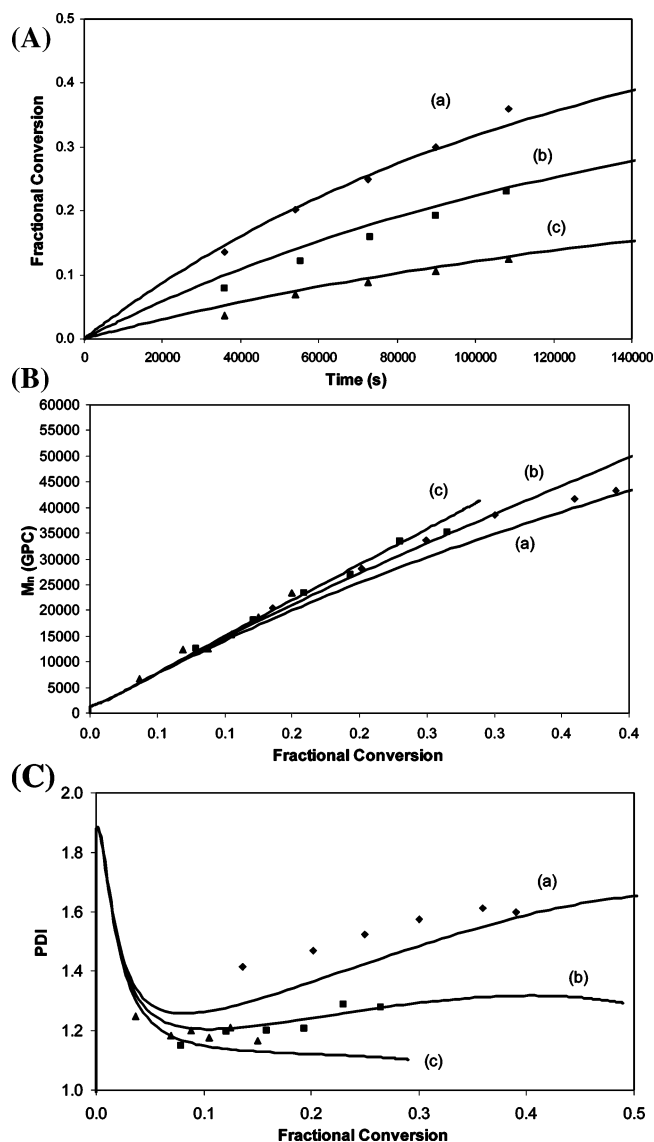 (A)
0.5
0.4
0.3
0.2
0.1
0.0
Fractional Conversion
(a)
(b)
(c)
0 20000 40000 60000 80000 100000 120000 140000
Time (s)
(B)
60000
55000
50000
45000
40000
35000
30000
25000
20000
15000
10000
5000
0
Mn (GPC)
(c)
(b)
(a)
0.0 0.1 0.1 0.2 0.2 0.3 0.3 0.4 0.4
Fractional Conversion
(C)
2.0
1.8
1.6
1.4
1.2
1.0
PDI
(a)
(b)
(c)
0.0 0.1 0.2 0.3 0.4 0.5
Fractional Conversion